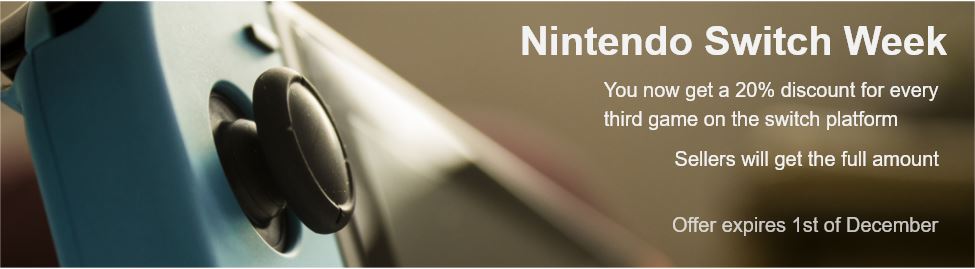 Nintendo Switch Week
You now get a 20% discount for every
third game on the switch platform
Sellers will get the full amount
Offer expires 1st of December